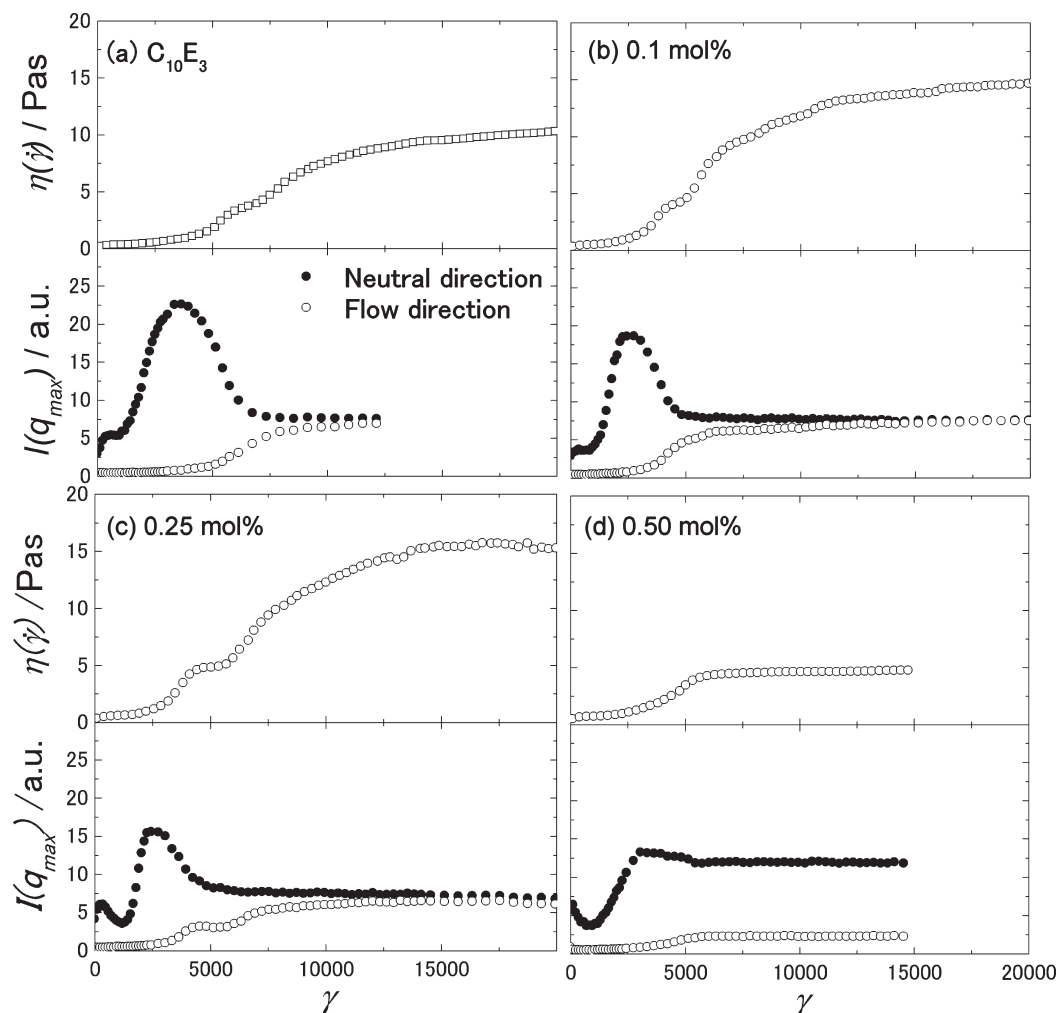 20
15
10
5
0
η(γ̇) / Pas
(a) C₁₀E₃
(b) 0.1 mol%
25
20
15
10
5
0
I(q_max) / a.u.
● Neutral direction
○ Flow direction
20
15
10
5
0
η(γ̇) /Pas
(c) 0.25 mol%
(d) 0.50 mol%
25
20
15
10
5
0
I(q_max) /a.u.
0 5000 10000 15000
0 5000 10000 15000 20000
γ
γ